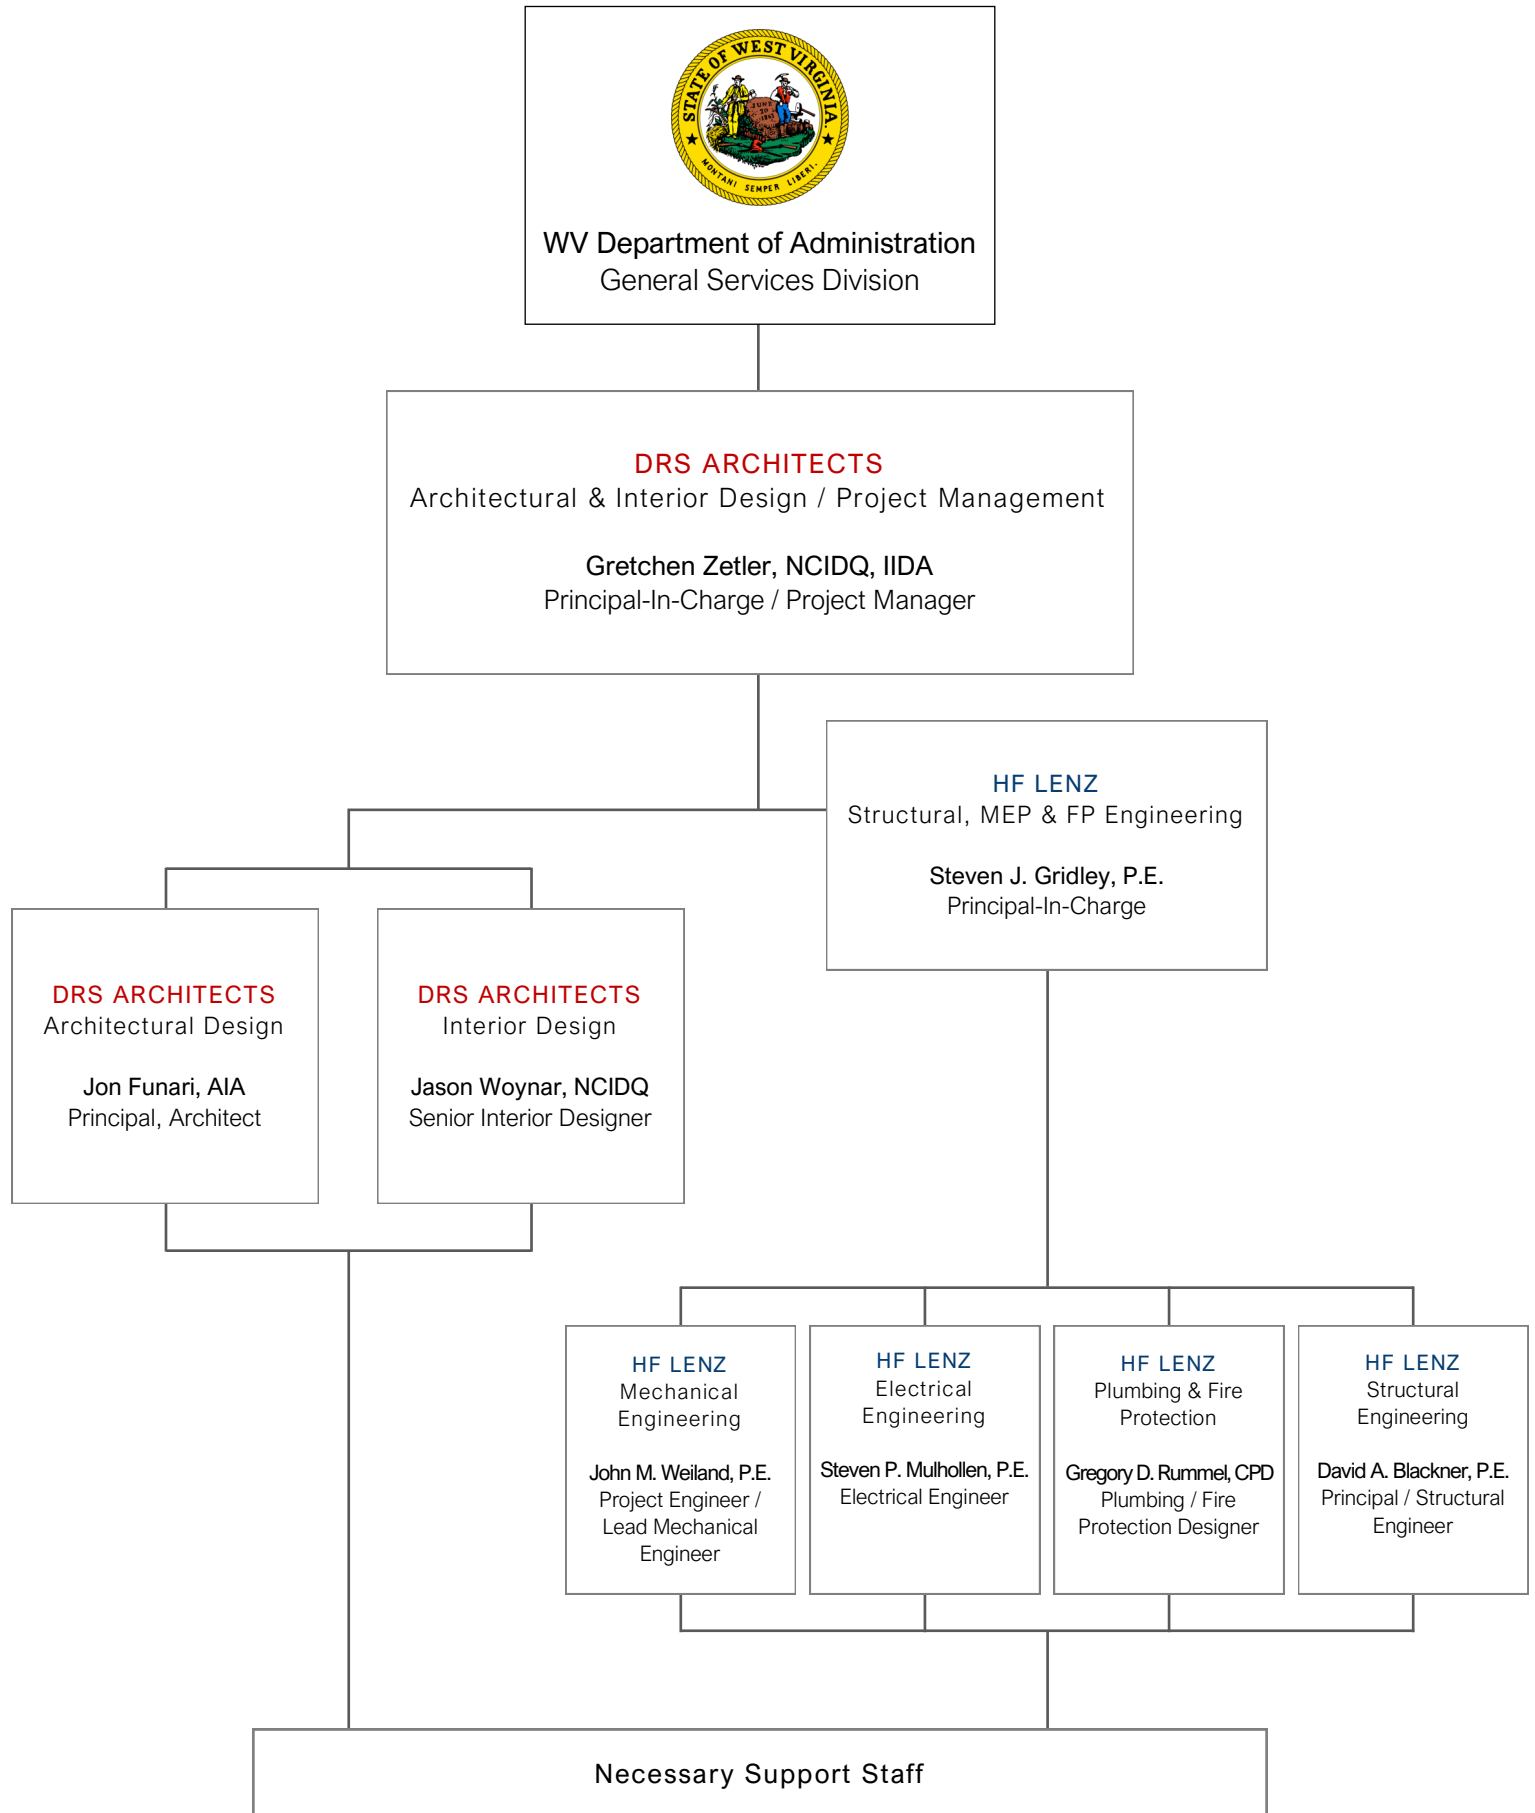 STATE OF WEST VIRGINIA.
JUNE
20
1863
MONTANI SEMPER LIBERI.
WV Department of Administration
General Services Division
DRS ARCHITECTS
Architectural & Interior Design / Project Management
Gretchen Zetler, NCIDQ, IIDA
Principal-In-Charge / Project Manager
HF LENZ
Structural, MEP & FP Engineering
Steven J. Gridley, P.E.
Principal-In-Charge
DRS ARCHITECTS
Architectural Design
Jon Funari, AIA
Principal, Architect
DRS ARCHITECTS
Interior Design
Jason Woynar, NCIDQ
Senior Interior Designer
HF LENZ
Mechanical
Engineering
John M. Weiland, P.E.
Project Engineer /
Lead Mechanical
Engineer
HF LENZ
Electrical
Engineering
Steven P. Mulhollen, P.E.
Electrical Engineer
HF LENZ
Plumbing & Fire
Protection
Gregory D. Rummel, CPD
Plumbing / Fire
Protection Designer
HF LENZ
Structural
Engineering
David A. Blackner, P.E.
Principal / Structural
Engineer
Necessary Support Staff